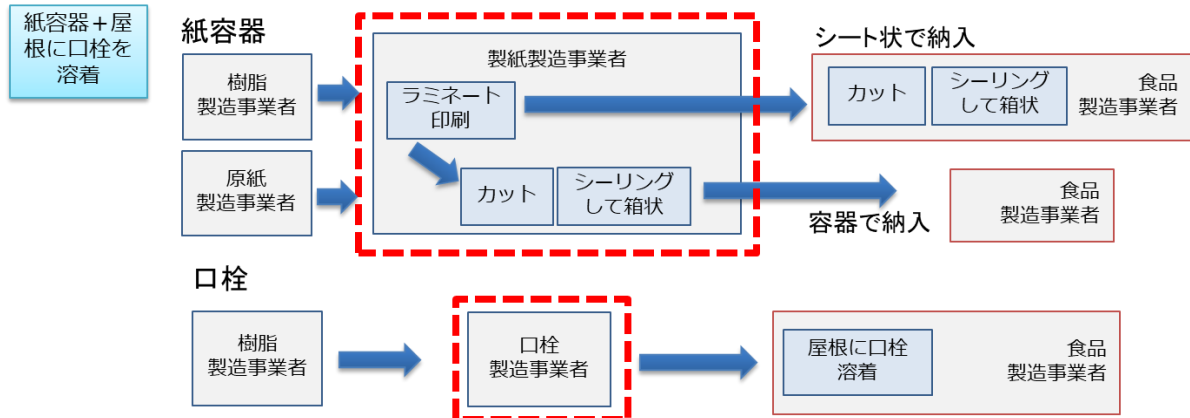 紙容器＋屋
根に口栓を
溶着
紙容器
樹脂
製造事業者
原紙
製造事業者
製紙製造事業者
ラミネート
印刷
カット
シーリング
して箱状
シート状で納入
カット
シーリング
して箱状
食品
製造事業者
容器で納入
食品
製造事業者
口栓
樹脂
製造事業者
口栓
製造事業者
屋根に口栓
溶着
食品
製造事業者